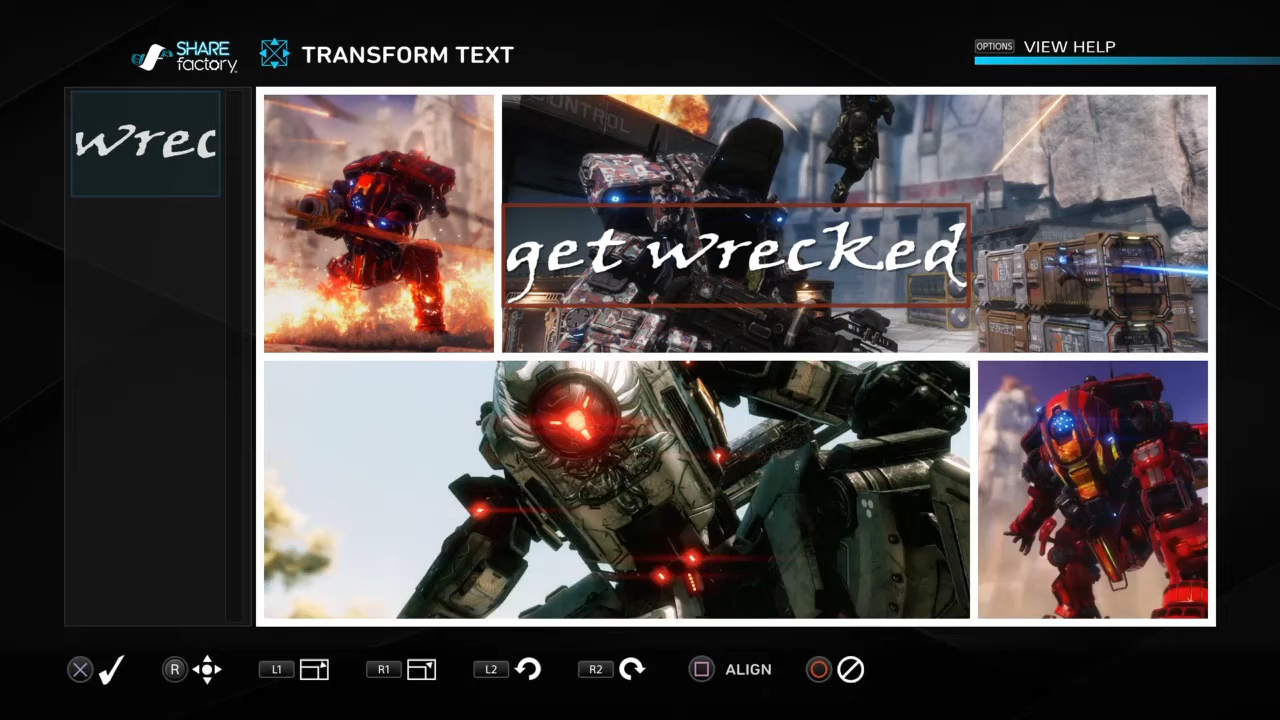 SHARE
factory
TRANSFORM TEXT
OPTIONS VIEW HELP
wrec
CONTROL
get wrecked
R L1 R1 L2 R2 ALIGN